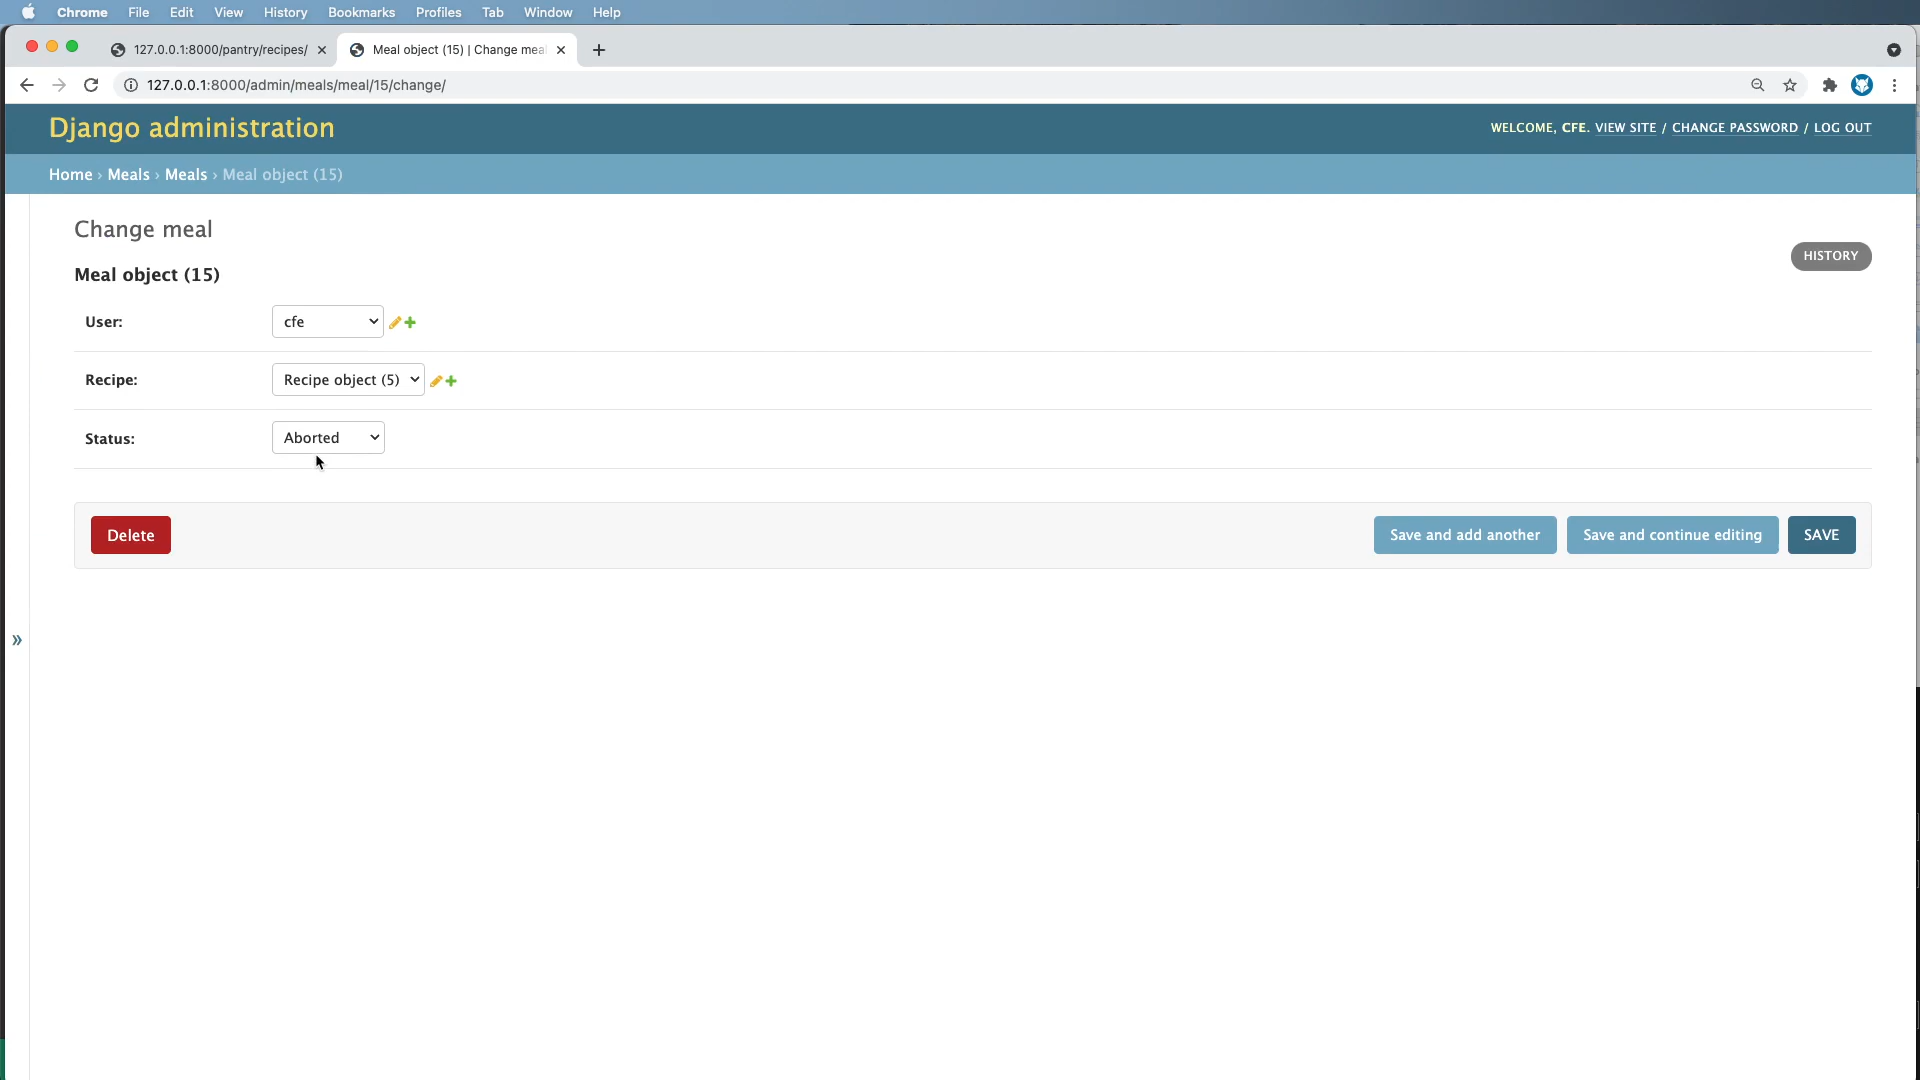 Chrome File Edit View History Bookmarks Profiles Tab Window Help
127.0.0.1:8000/pantry/recipes/ Meal object (15) | Change mea
127.0.0.1:8000/admin/meals/meal/15/change/
Django administration
WELCOME, CFE. VIEW SITE / CHANGE PASSWORD / LOG OUT
Home › Meals › Meals › Meal object (15)
Change meal
HISTORY
Meal object (15)
User: cfe
Recipe: Recipe object (5)
Status: Aborted
Delete Save and add another Save and continue editing SAVE
»